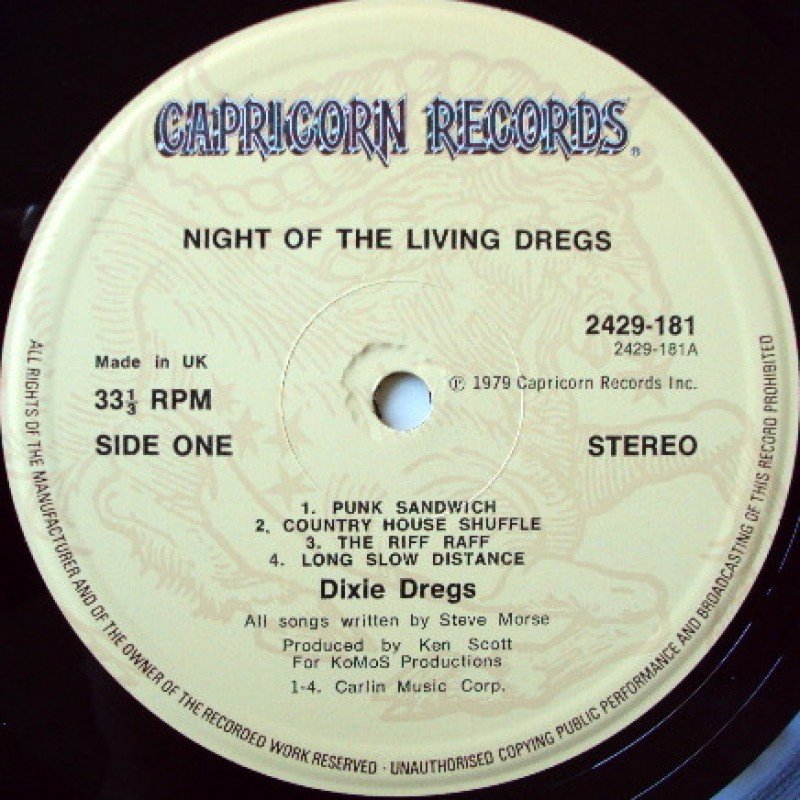 CAPRICORN RECORDS®
NIGHT OF THE LIVING DREGS
2429-181
2429-181A
Made in UK
℗ 1979 Capricorn Records Inc.
33⅓ RPM
SIDE ONE
STEREO
1. PUNK SANDWICH
2. COUNTRY HOUSE SHUFFLE
3. THE RIFF RAFF
4. LONG SLOW DISTANCE
Dixie Dregs
All songs written by Steve Morse
Produced by Ken Scott
For KoMoS Productions
1-4. Carlin Music Corp.
ALL RIGHTS OF THE MANUFACTURER AND OF THE OWNER OF THE RECORDED WORK RESERVED - UNAUTHORISED COPYING PUBLIC PERFORMANCE AND BROADCASTING OF THIS RECORD PROHIBITED